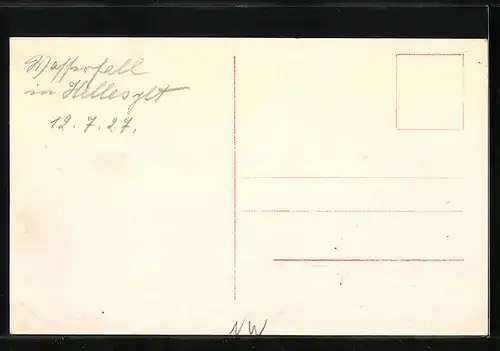 Wasserfall
in Hellesylt
12.7.27.
NW